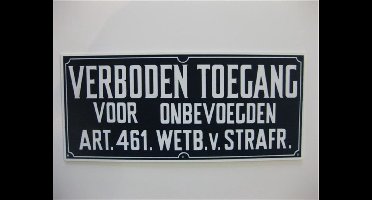 VERBODEN TOEGANG
VOOR ONBEVOEGDEN
ART. 461. WETB. v. STRAFR.